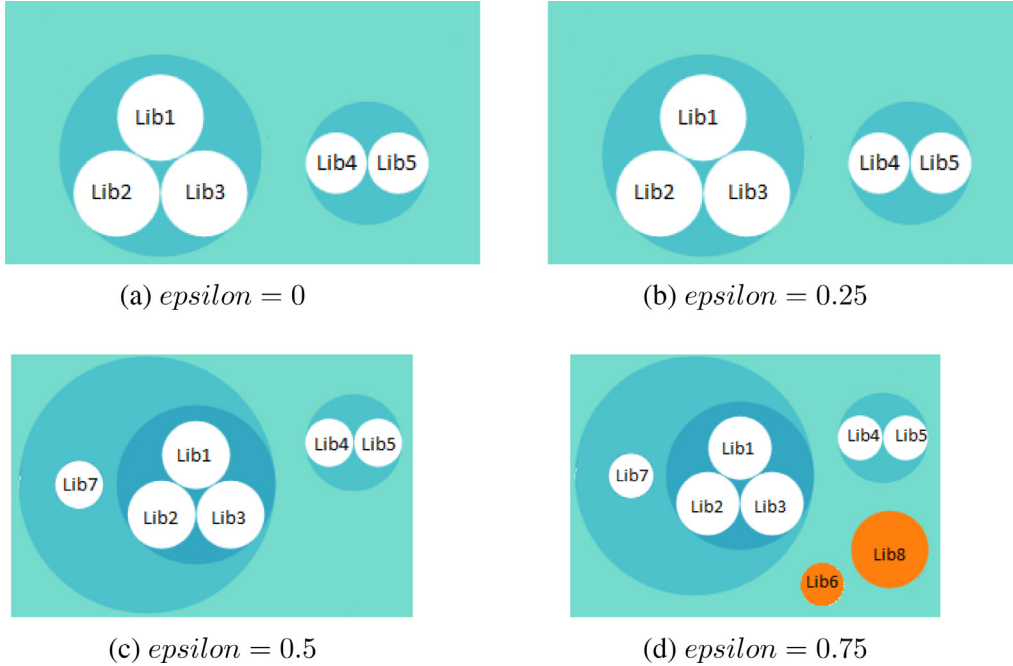 Lib1
Lib4 Lib5
Lib2 Lib3
(a) epsilon = 0
Lib1
Lib4 Lib5
Lib2 Lib3
(b) epsilon = 0.25
Lib4 Lib5
Lib1
Lib7
Lib2 Lib3
(c) epsilon = 0.5
Lib4 Lib5
Lib1
Lib7
Lib2 Lib3
Lib8
Lib6
(d) epsilon = 0.75